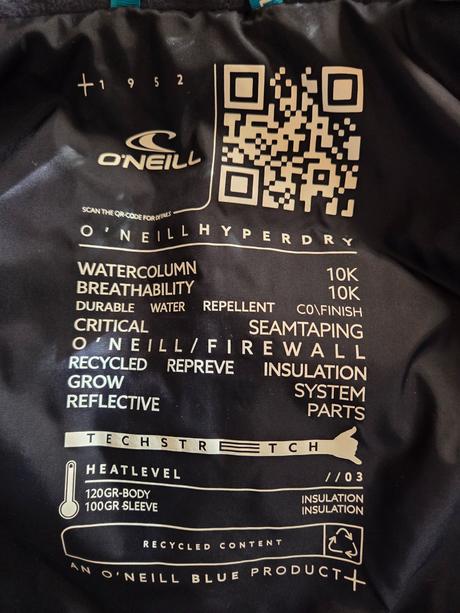 +1952
O'NEILL
SCAN THE QR-CODE FOR DEFINES
O'NEILL HYPERDRY
WATERCOLUMN 10K
BREATHABILITY 10K
DURABLE WATER REPELLENT C0\FINISH
CRITICAL SEAMTAPING
O'NEILL/FIREWALL
RECYCLED REPREVE INSULATION
GROW SYSTEM
REFLECTIVE PARTS
TECHSTRETCH
HEATLEVEL //03
120GR-BODY INSULATION
100GR-SLEEVE INSULATION
RECYCLED CONTENT
AN O'NEILL BLUE PRODUCT+